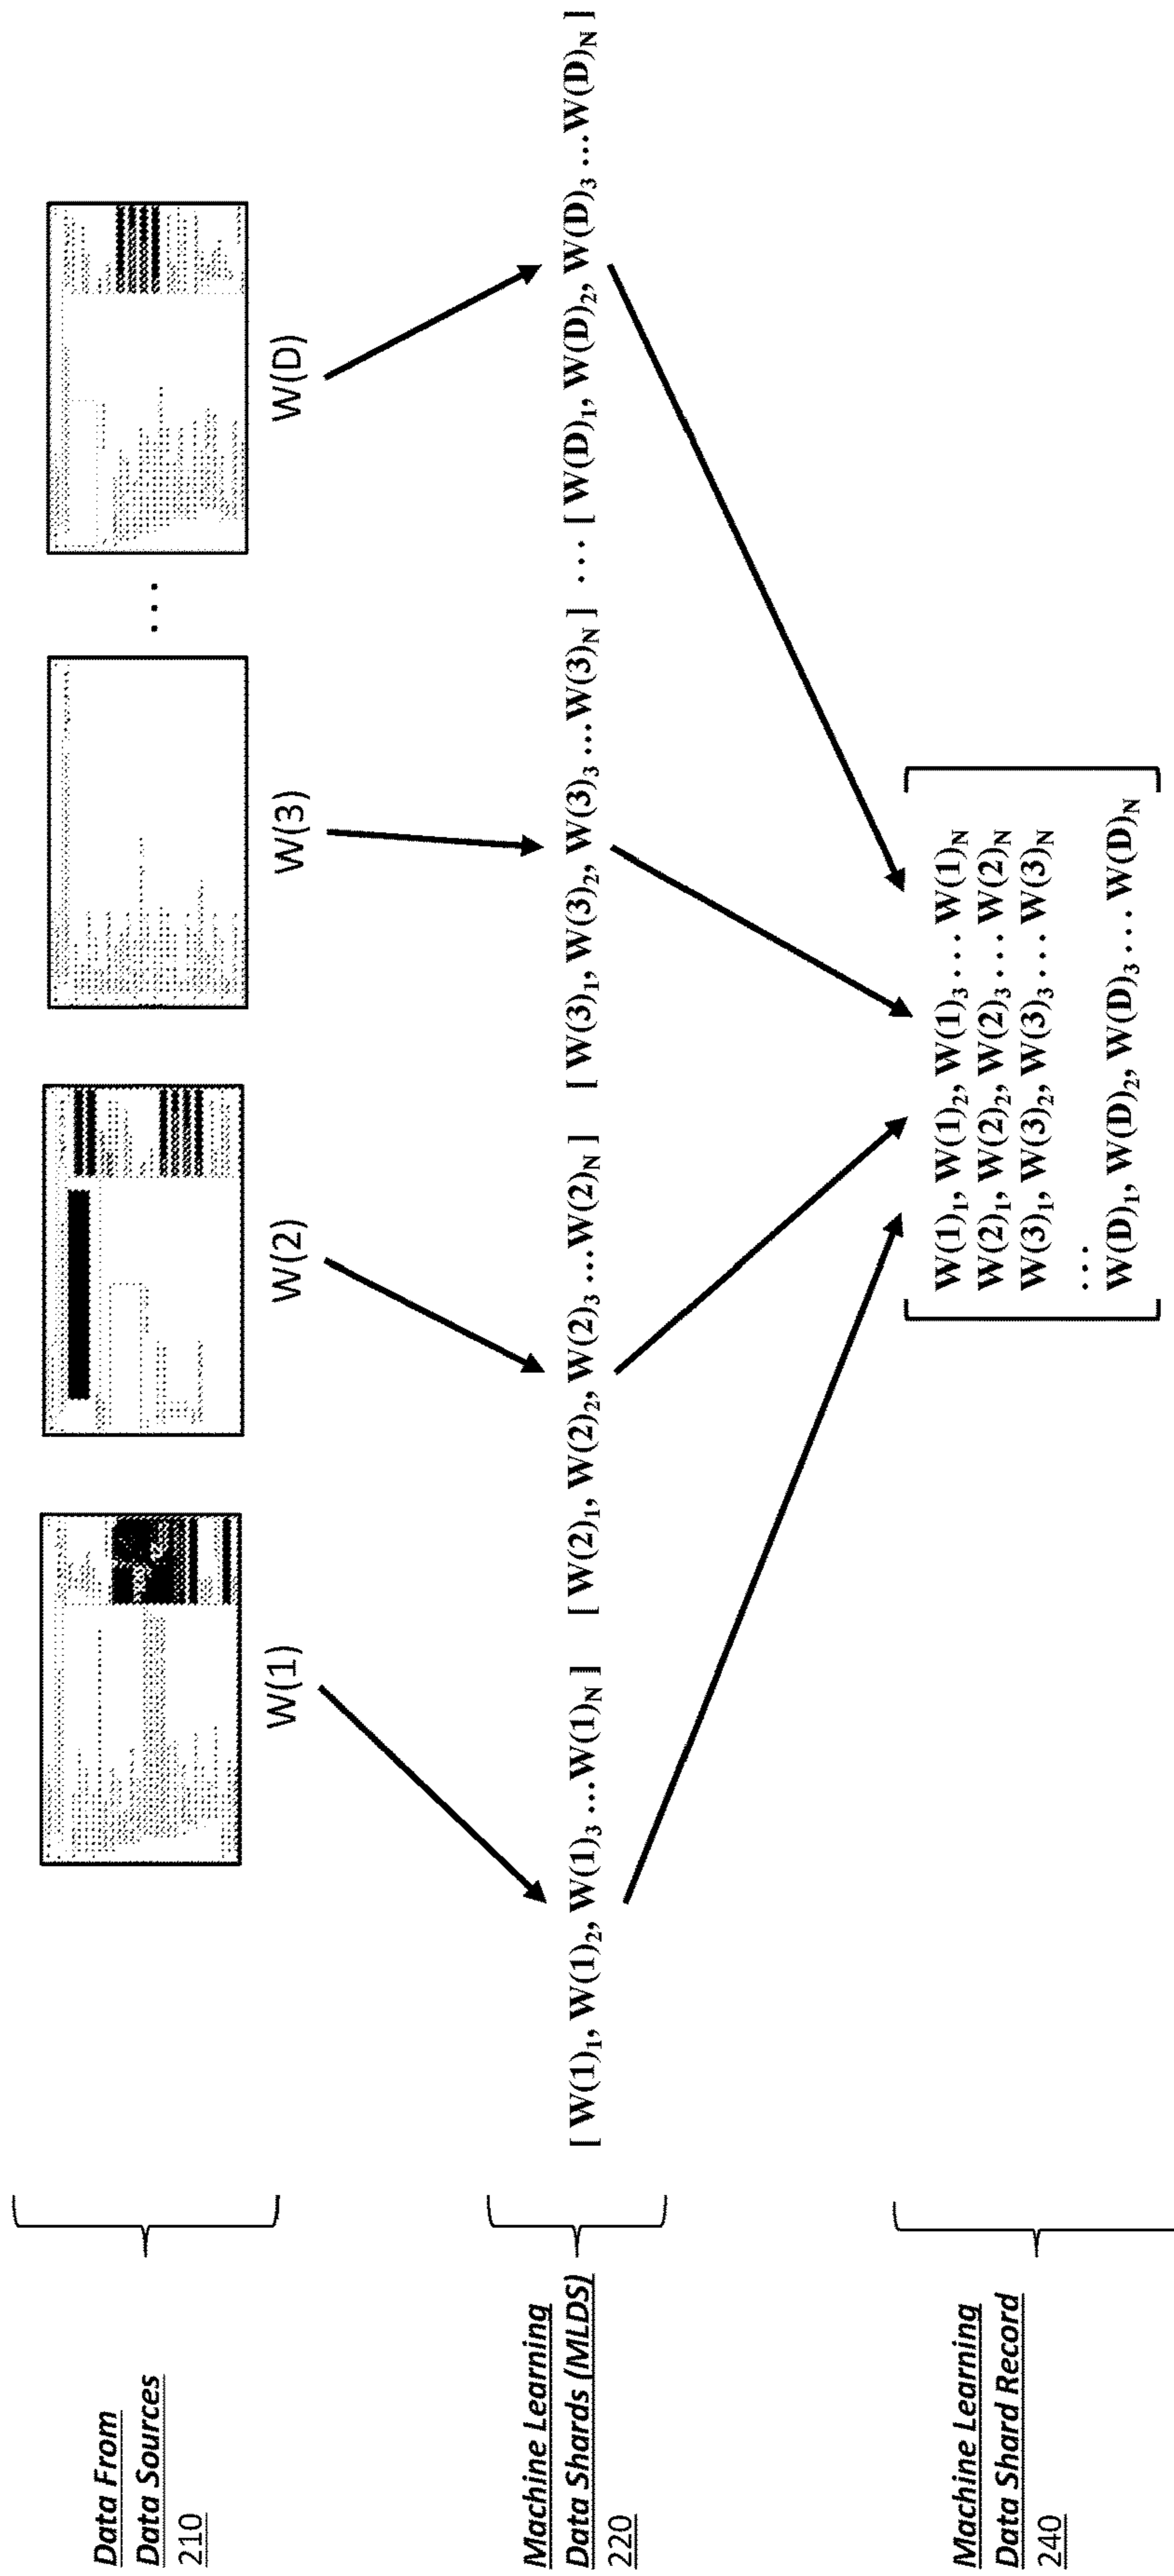 Data From
Data Sources
210
W(1) W(2) W(3) ... W(D)
Machine Learning
Data Shards (MLDS)
220
[ W(1)₁, W(1)₂, W(1)₃ ...W(1)N ] [ W(2)₁, W(2)₂, W(2)₃ ...W(2)N ] [ W(3)₁, W(3)₂, W(3)₃ ...W(3)N ] ... [ W(D)₁, W(D)₂, W(D)₃ ...W(D)N ]
Machine Learning
Data Shard Record
240
W(1)₁, W(1)₂, W(1)₃ ... W(1)N
W(2)₁, W(2)₂, W(2)₃ ... W(2)N
W(3)₁, W(3)₂, W(3)₃ ... W(3)N
...
W(D)₁, W(D)₂, W(D)₃ ... W(D)N